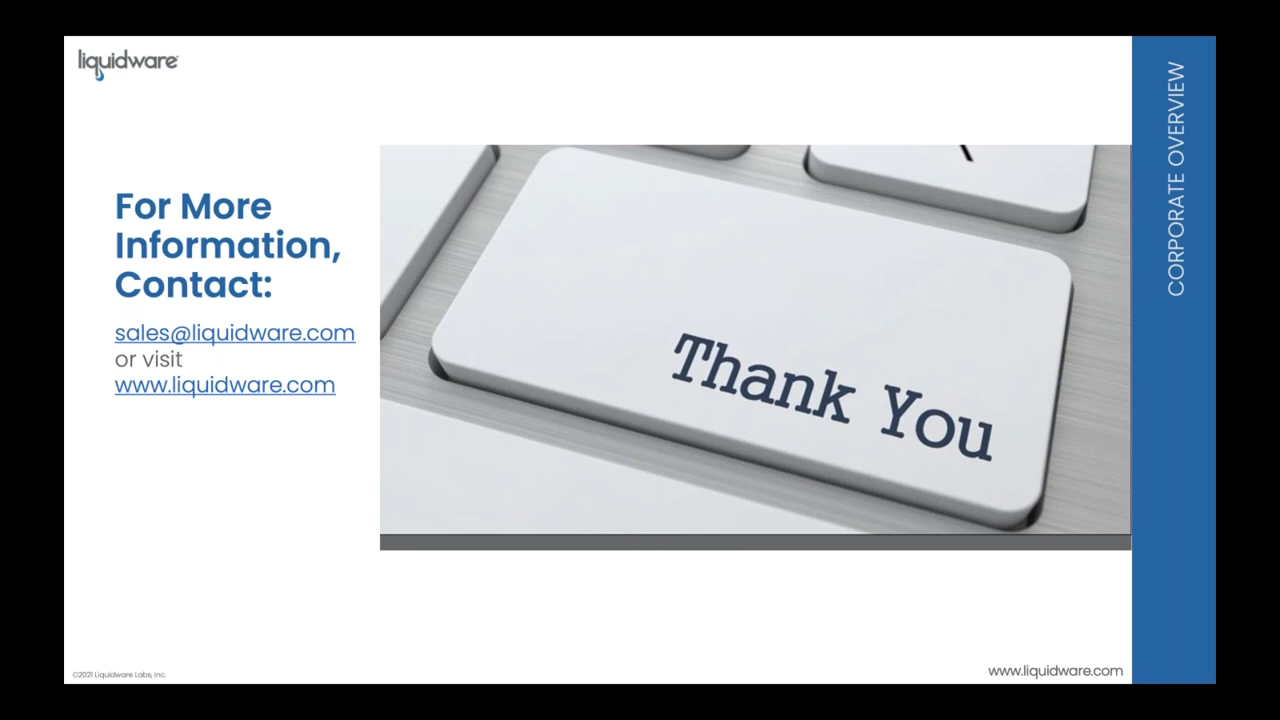 liquidware
CORPORATE OVERVIEW
For More
Information,
Contact:
sales@liquidware.com
or visit
www.liquidware.com
Thank You
©2021 Liquidware Labs, Inc.
www.liquidware.com